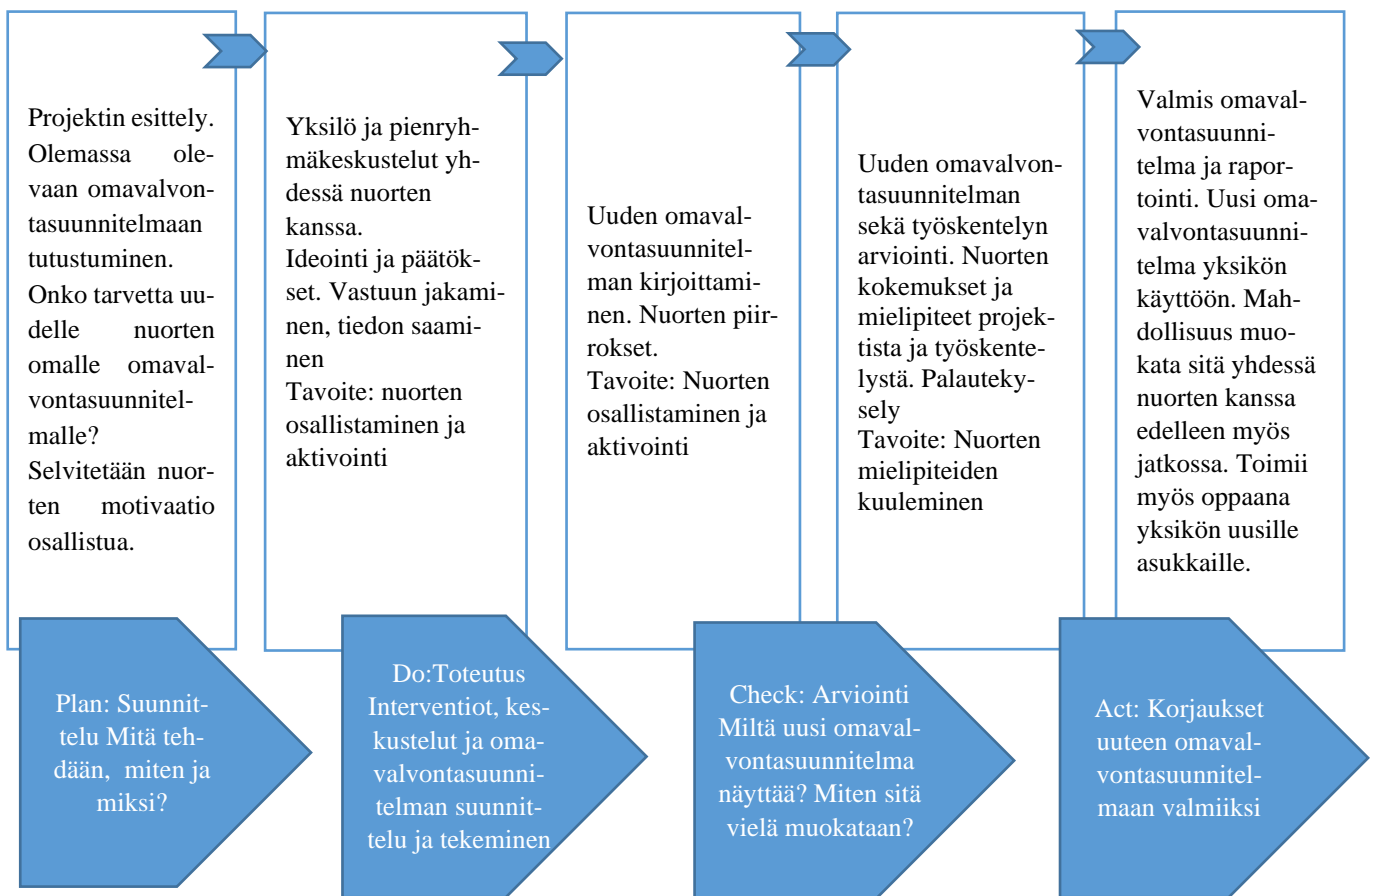 Projektin esittely.
Olemassa ole-
vaan omavalvon-
tasuunnitelmaan
tutustuminen.
Onko tarvetta uu-
delle nuorten
omalle omaval-
vontasuunnitel-
malle?
Selvitetään nuor-
ten motivaatio
osallistua.
Yksilö ja pienryh-
mäkeskustelut yh-
dessä nuorten
kanssa.
Ideointi ja päätök-
set. Vastuun jakami-
nen, tiedon saami-
nen
Tavoite: nuorten
osallistaminen ja
aktivointi
Uuden omaval-
vontasuunnitel-
man kirjoittami-
nen. Nuorten piir-
rokset.
Tavoite: Nuorten
osallistaminen ja
aktivointi
Uuden omavalvon-
tasuunnitelman
sekä työskentelyn
arviointi. Nuorten
kokemukset ja
mielipiteet projek-
tista ja työskente-
lystä. Palauteky-
sely
Tavoite: Nuorten
mielipiteiden
kuuleminen
Valmis omaval-
vontasuunni-
telma ja rapor-
tointi. Uusi oma-
valvontasuunni-
telma yksikön
käyttöön. Mah-
dollisuus muo-
kata sitä yhdessä
nuorten kanssa
edelleen myös
jatkossa. Toimii
myös oppaana
yksikön uusille
asukkaille.
Plan: Suunnit-
telu Mitä teh-
dään, miten ja
miksi?
Do:Toteutus
Interventiot, kes-
kustelut ja oma-
valvontasuunni-
telman suunnit-
telu ja tekeminen
Check: Arviointi
Miltä uusi omaval-
vontasuunnitelma
näyttää? Miten sitä
vielä muokataan?
Act: Korjaukset
uuteen omaval-
vontasuunnitel-
maan valmiiksi